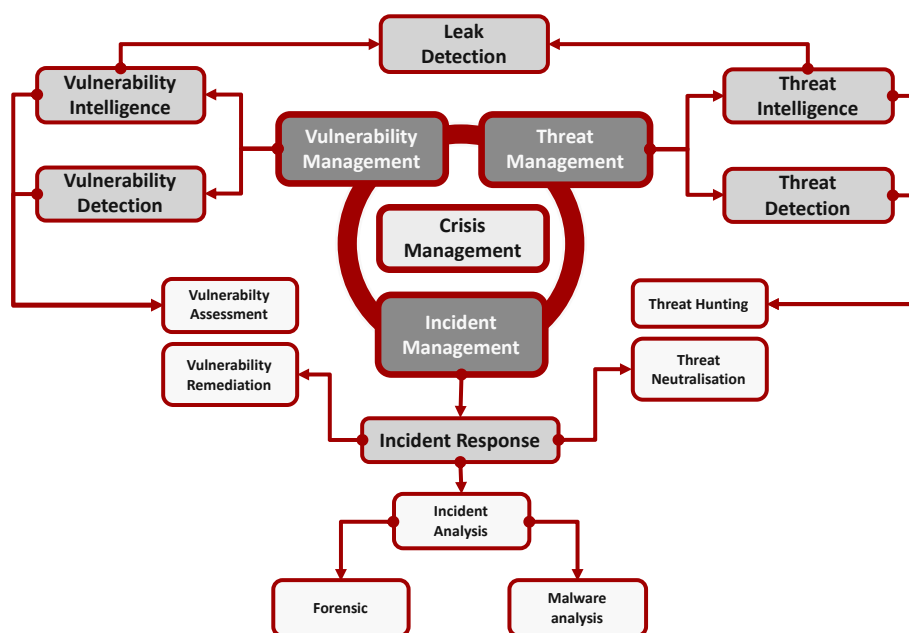 Leak
Detection
Vulnerability
Intelligence
Threat
Intelligence
Vulnerability
Management
Threat
Management
Vulnerability
Detection
Threat
Detection
Crisis
Management
Vulnerabilty
Assessment
Threat Hunting
Incident
Management
Vulnerability
Remediation
Threat
Neutralisation
Incident Response
Incident
Analysis
Forensic
Malware
analysis